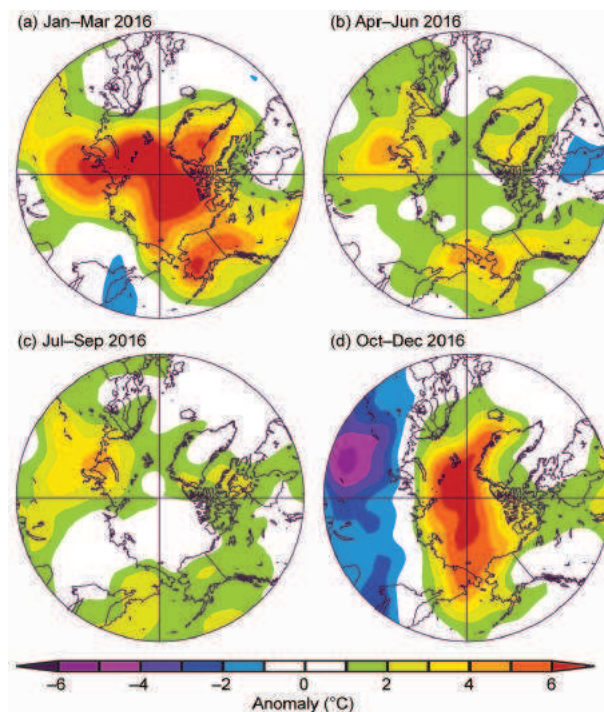 (a) Jan–Mar 2016
(b) Apr–Jun 2016
(c) Jul–Sep 2016
(d) Oct–Dec 2016
−6 −4 −2 0 2 4 6
Anomaly (°C)